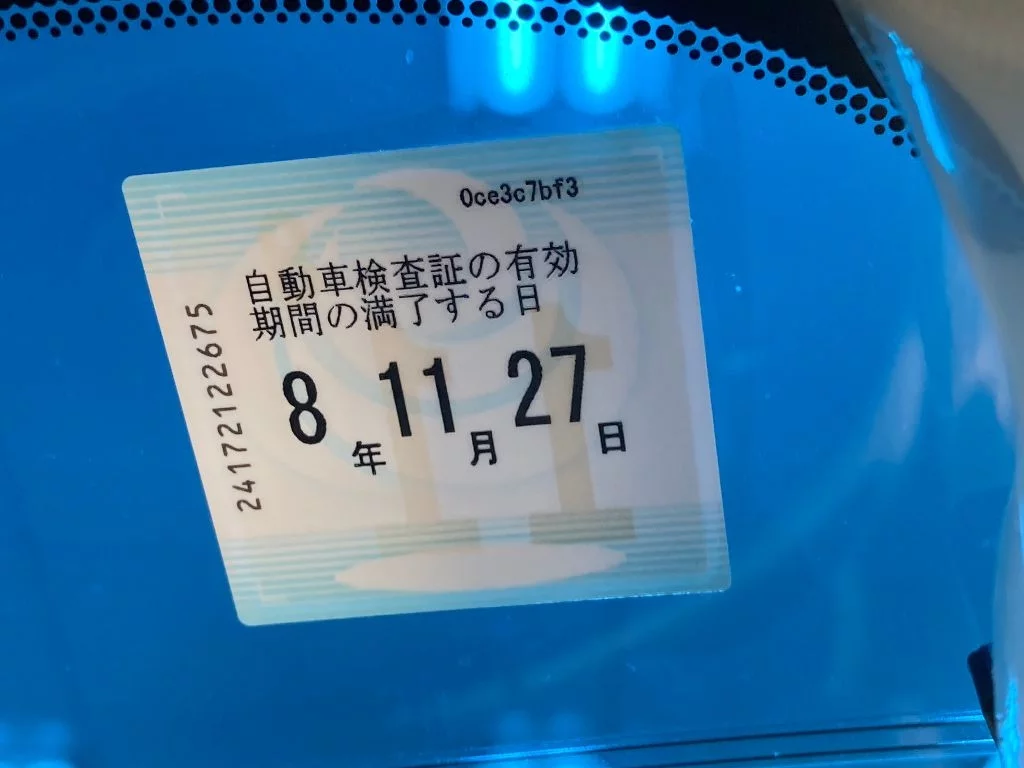 0ce3c7bf3
自動車検査証の有効
期間の満了する日
8年11月27日
241721222675